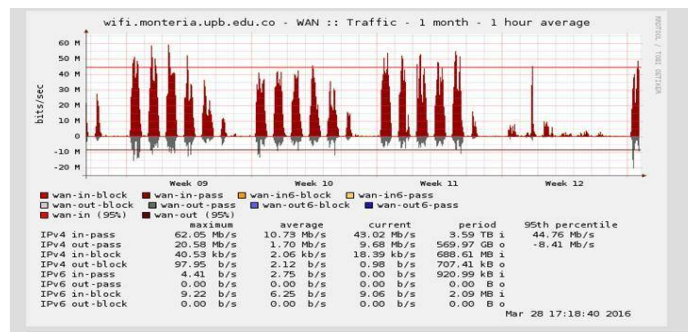 wifi.monteria.upb.edu.co - WAN :: Traffic - 1 month - 1 hour average
RRDTOOL / TOBI OETIKER
bits/sec
60 M
50 M
40 M
30 M
20 M
10 M
0
-10 M
-20 M
Week 09 Week 10 Week 11 Week 12
wan-in-block wan-in-pass wan-in6-block wan-in6-pass
wan-out-block wan-out-pass wan-out6-block wan-out6-pass
wan-in (95%) wan-out (95%)
maximum average current period 95th percentile
IPv4 in-pass 62.05 Mb/s 10.73 Mb/s 43.02 Mb/s 3.59 TB i 44.76 Mb/s
IPv4 out-pass 20.58 Mb/s 1.70 Mb/s 9.68 Mb/s 569.97 GB o -8.41 Mb/s
IPv4 in-block 40.53 kb/s 2.06 kb/s 18.39 kb/s 688.61 MB i
IPv4 out-block 97.95 b/s 2.12 b/s 0.98 b/s 707.41 kB o
IPv6 in-pass 4.41 b/s 2.75 b/s 0.00 b/s 920.99 kB i
IPv6 out-pass 0.00 b/s 0.00 b/s 0.00 b/s 0.00 B o
IPv6 in-block 9.22 b/s 6.25 b/s 9.06 b/s 2.09 MB i
IPv6 out-block 0.00 b/s 0.00 b/s 0.00 b/s 0.00 B o
Mar 28 17:18:40 2016